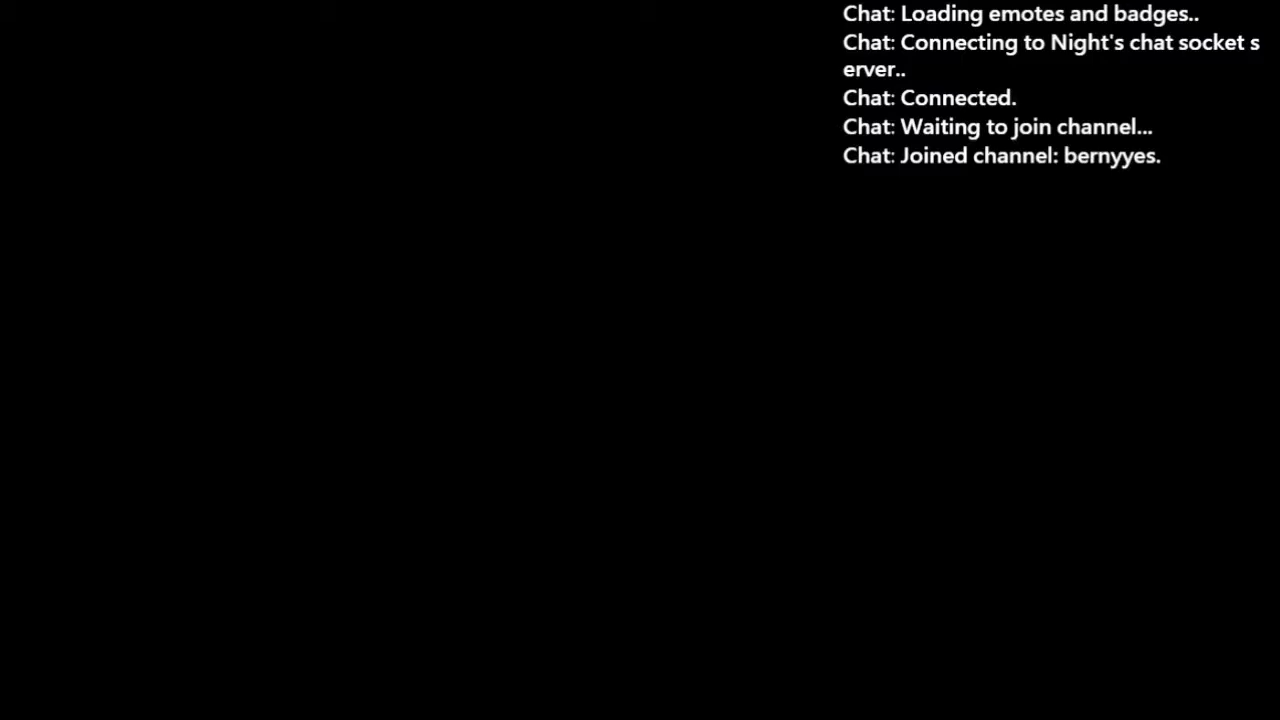 Chat: Loading emotes and badges..
Chat: Connecting to Night's chat socket s
erver..
Chat: Connected.
Chat: Waiting to join channel...
Chat: Joined channel: bernyyes.